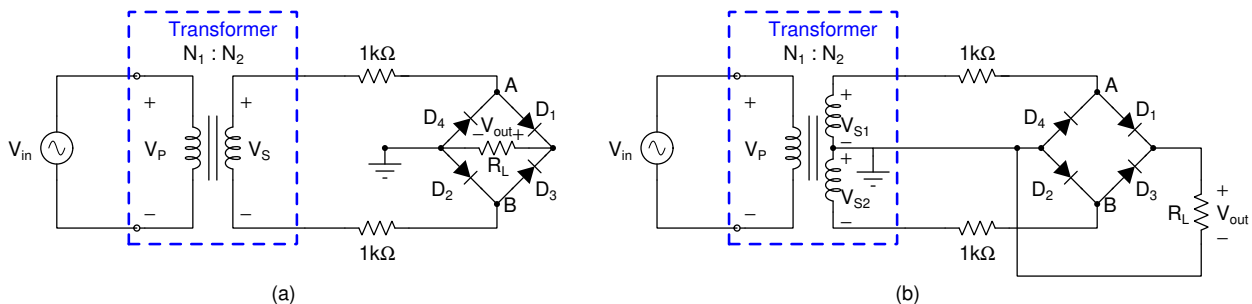 Transformer
N1 : N2
1kΩ
A
+
+
+
D4
D1
Vin
VP
VS
− Vout +
RL
D2
D3
−
−
B
1kΩ
(a)
Transformer
N1 : N2
1kΩ
A
+
+
D4
D1
VS1
−
Vin
VP
+
D2
D3
VS2
−
−
B
1kΩ
+
RL
Vout
−
(b)